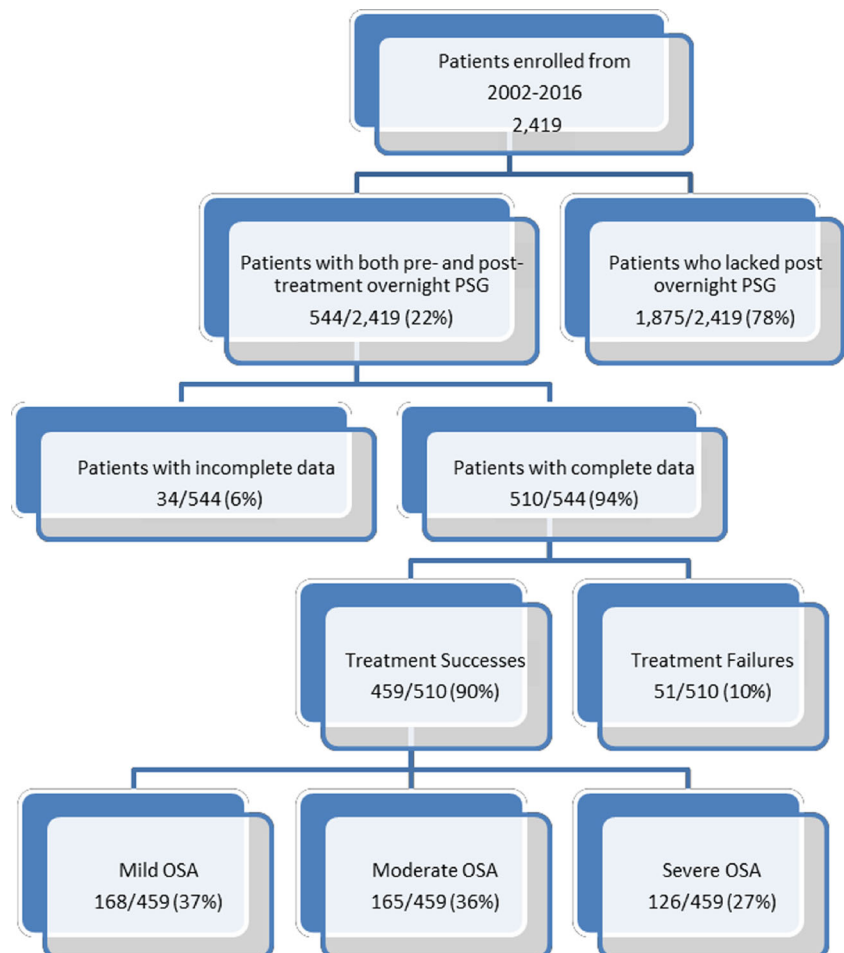 Patients enrolled from
2002-2016
2,419
Patients with both pre- and post-
treatment overnight PSG
544/2,419 (22%)
Patients who lacked post
overnight PSG
1,875/2,419 (78%)
Patients with incomplete data
34/544 (6%)
Patients with complete data
510/544 (94%)
Treatment Successes
459/510 (90%)
Treatment Failures
51/510 (10%)
Mild OSA
168/459 (37%)
Moderate OSA
165/459 (36%)
Severe OSA
126/459 (27%)